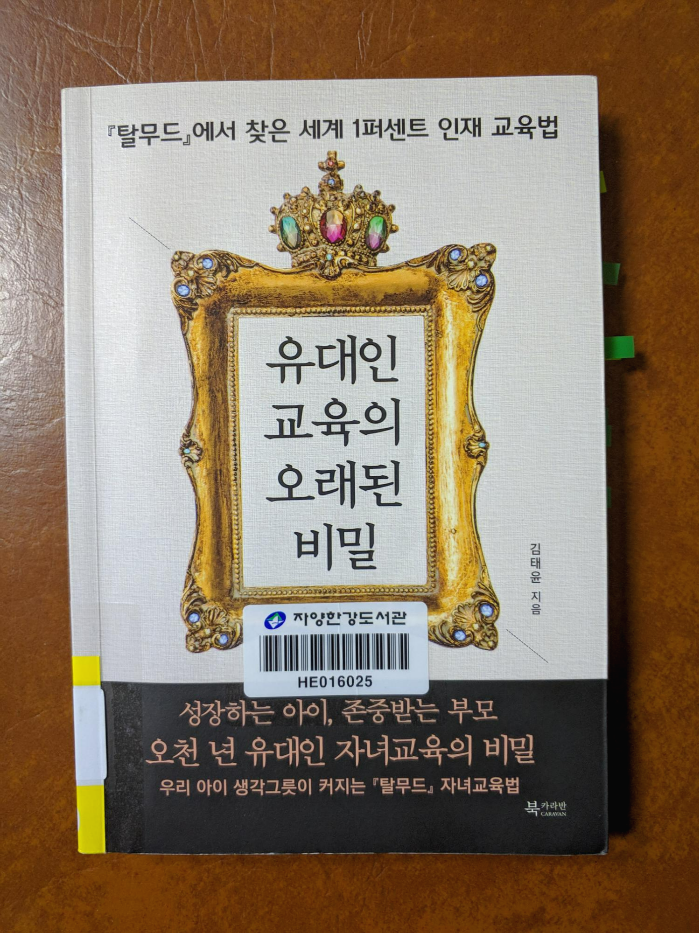 『탈무드』에서 찾은 세계 1퍼센트 인재 교육법
유대인
교육의
오래된
비밀
김태윤 지음
자양한강도서관
HE016025
성장하는 아이, 존중받는 부모
오천 년 유대인 자녀교육의 비밀
우리 아이 생각그릇이 커지는 『탈무드』 자녀교육법
북카라반
CARAVAN